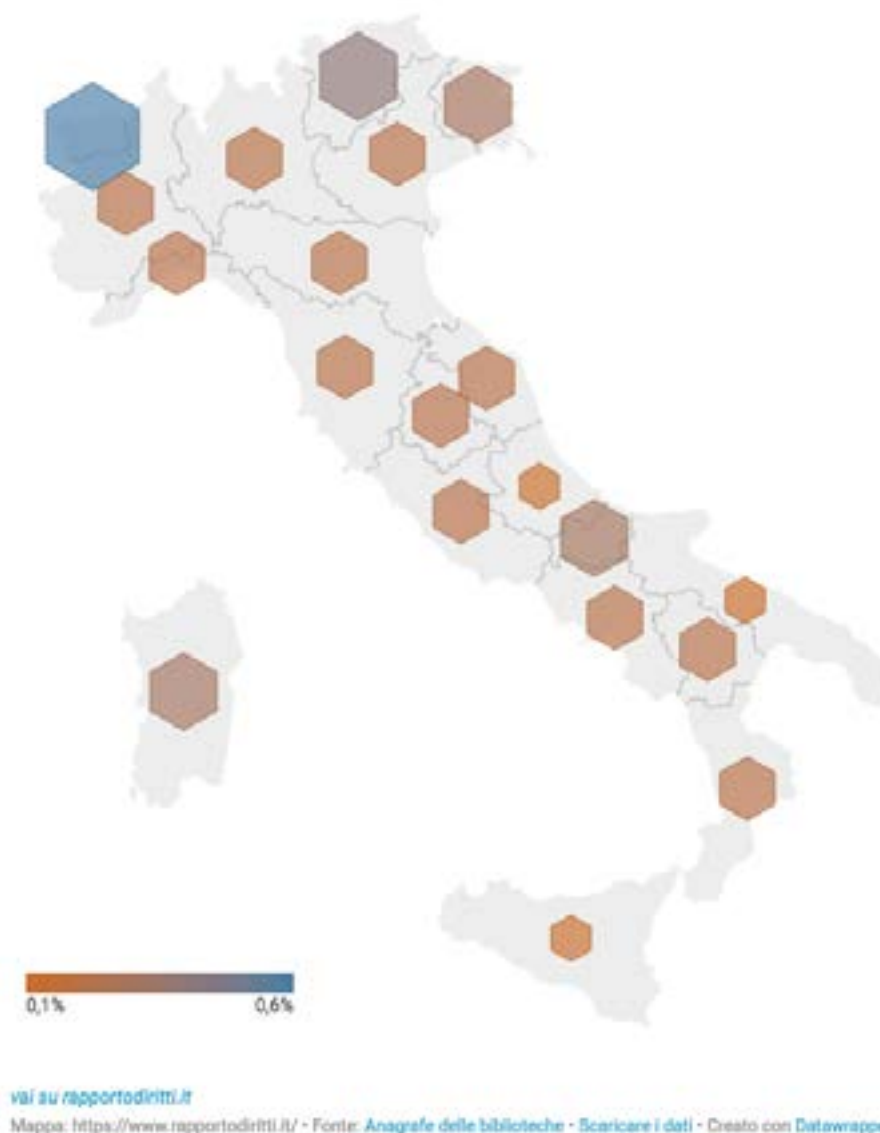 0,1% 0,6%
vai su rapportodiritti.it
Mappa: https://www.rapportodiritti.it/ • Fonte: Anagrafe delle biblioteche • Scaricare i dati • Creato con Datawrappe